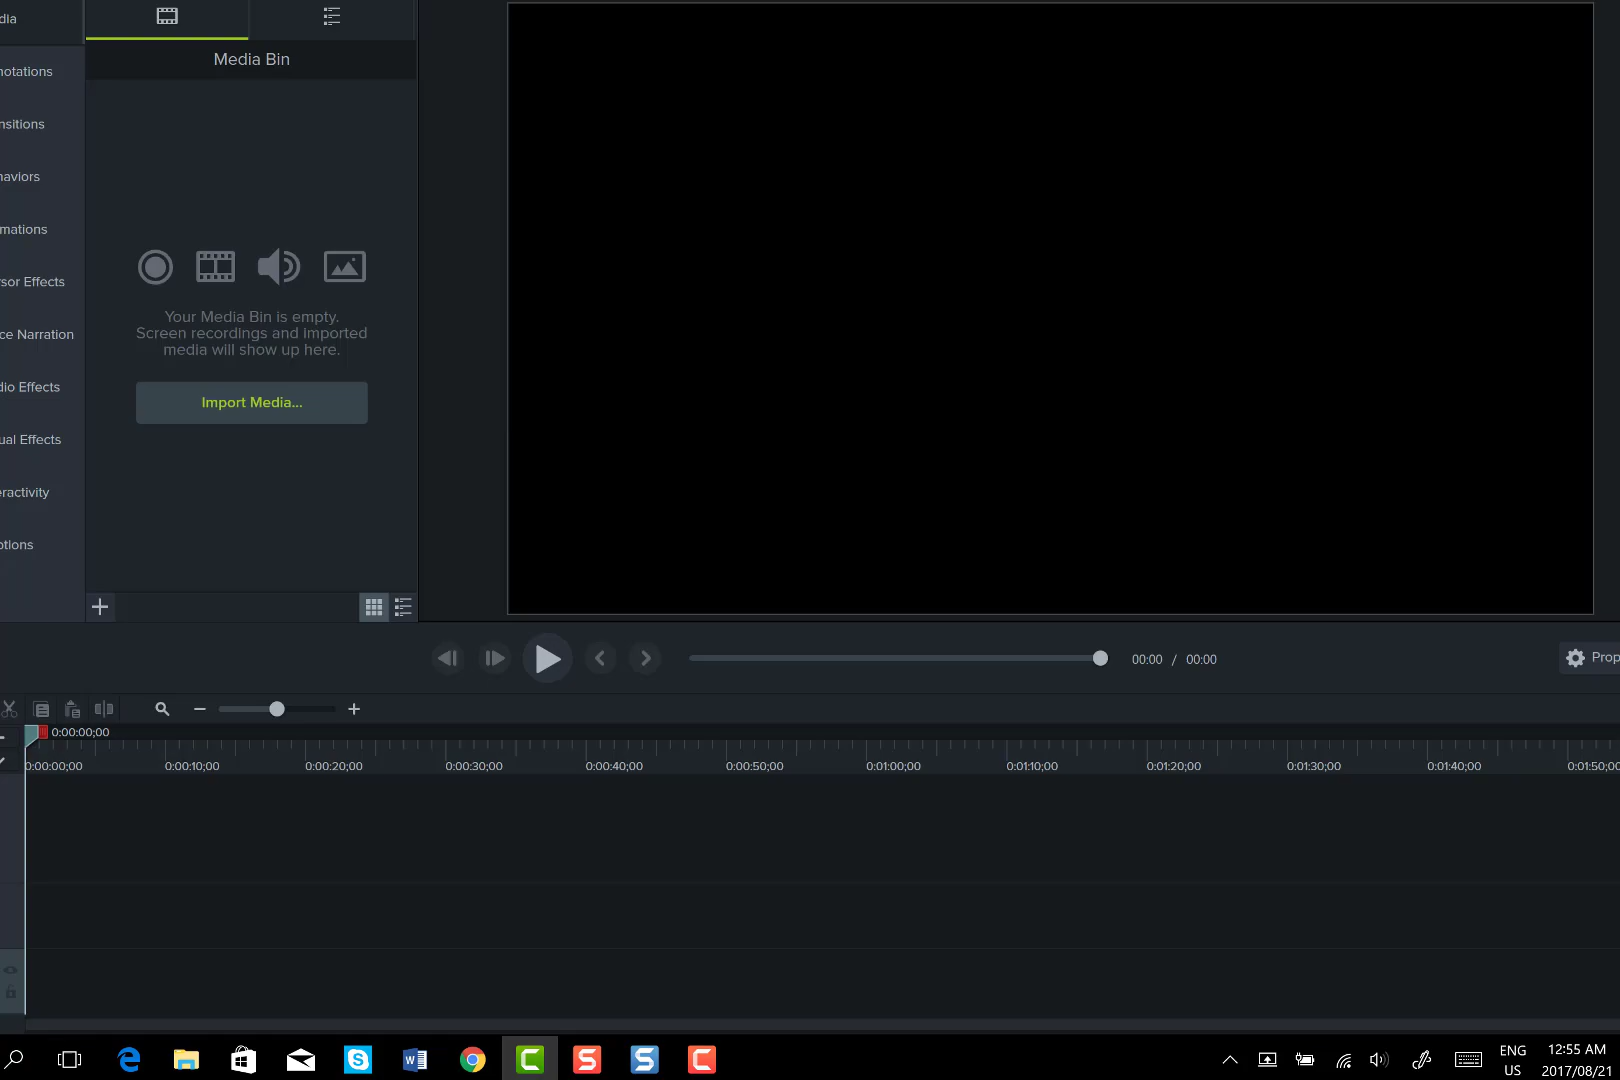 dia
Media Bin
notations
nsitions
haviors
mations
rsor Effects
ce Narration
dio Effects
ual Effects
eractivity
ptions
Your Media Bin is empty.
Screen recordings and imported
media will show up here.
Import Media...
00:00 / 00:00
Prop
0:00:00;00
0:00:00;00 0:00:10;00 0:00:20;00 0:00:30;00 0:00:40;00 0:00:50;00 0:01:00;00 0:01:10;00 0:01:20;00 0:01:30;00 0:01:40;00 0:01:50;00
ENG
US
12:55 AM
2017/08/21